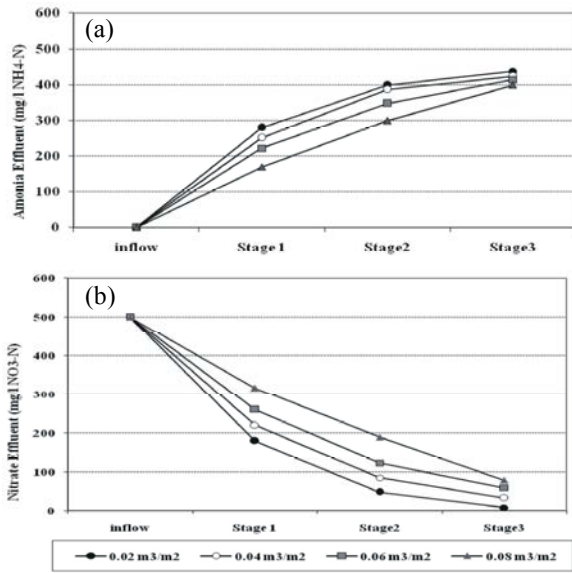 (a)
Amonia Effluent (mg/l NH4-N)
600
500
400
300
200
100
0
inflow Stage 1 Stage2 Stage3
(b)
Nitrate Effluent (mg/l NO3-N)
600
500
400
300
200
100
0
inflow Stage 1 Stage2 Stage3
0.02 m3/m2 0.04 m3/m2 0.06 m3/m2 0.08 m3/m2